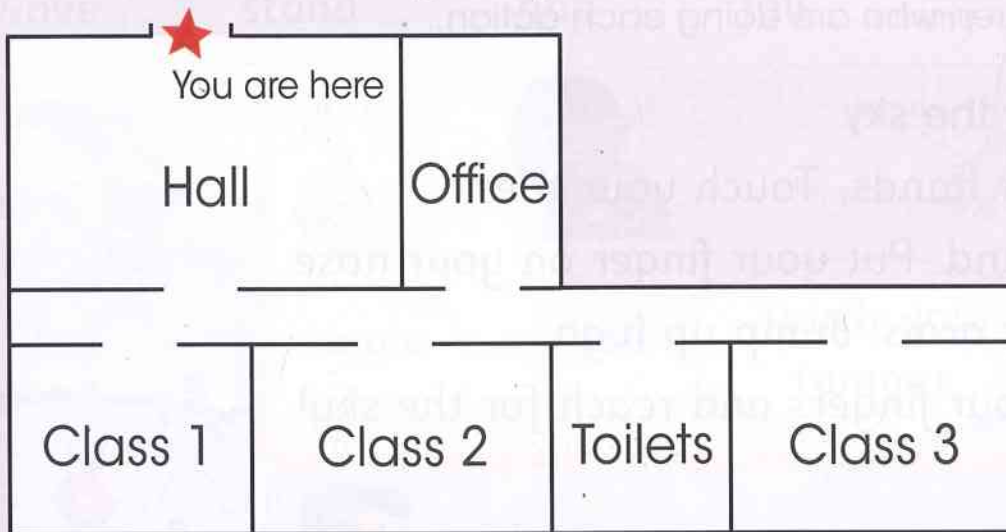 You are here
Hall
Office
Class 1
Class 2
Toilets
Class 3